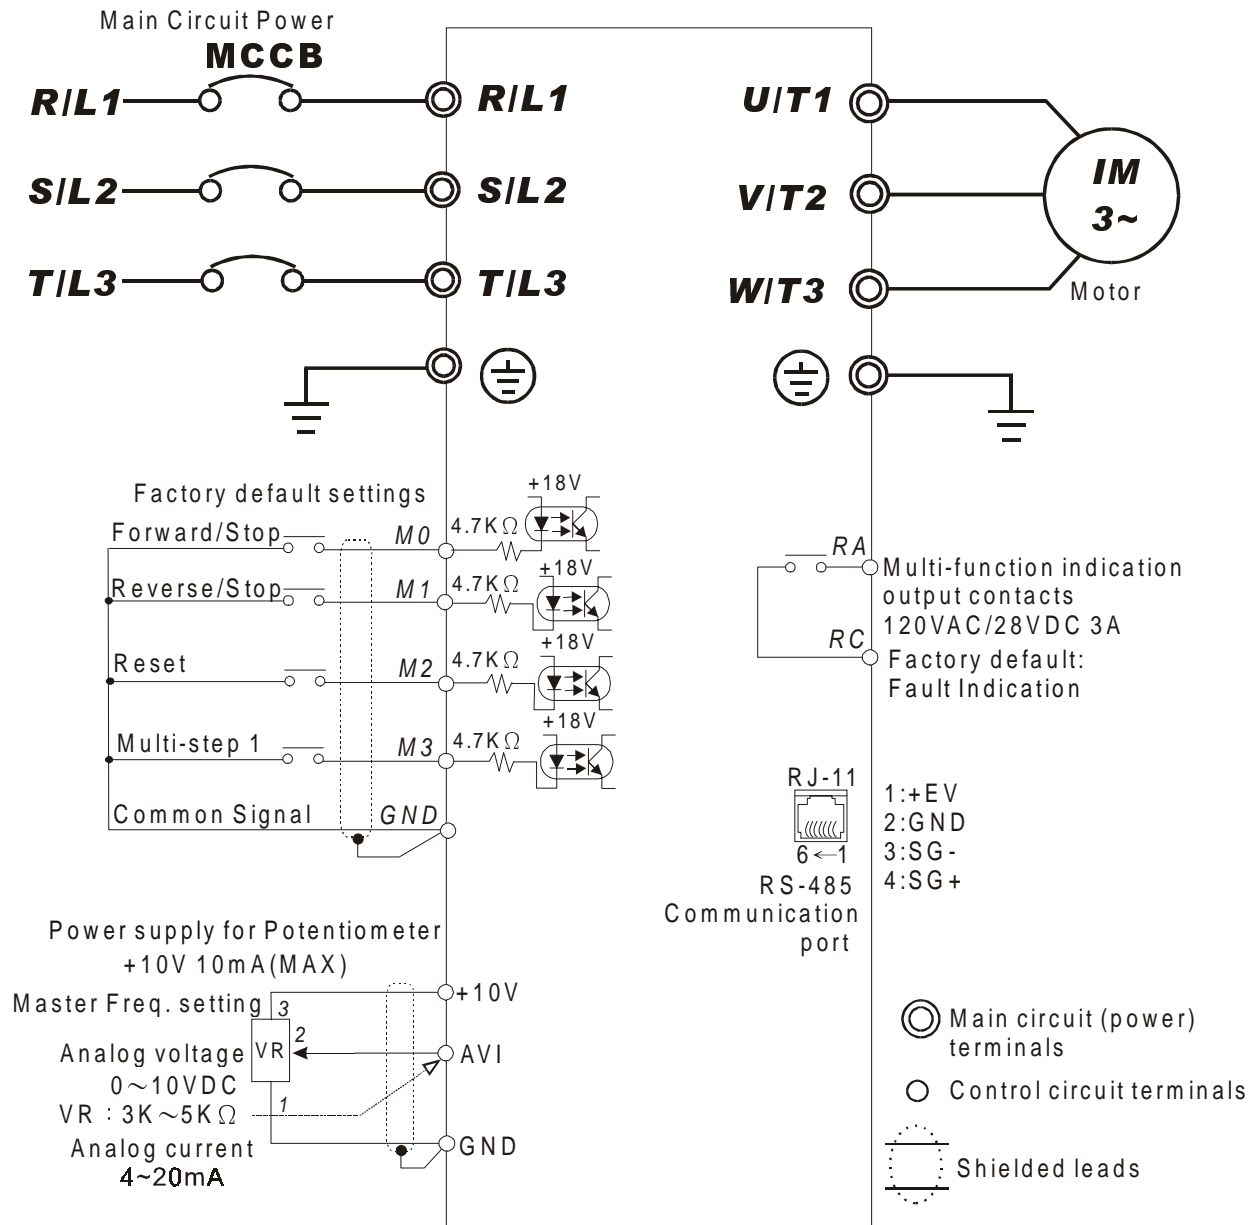 Main Circuit Power
MCCB
R/L1
R/L1
U/T1
S/L2
S/L2
V/T2
IM
3~
T/L3
T/L3
W/T3
Motor
Factory default settings
+18V
Forward/Stop
M0
4.7KΩ
+18V
Reverse/Stop
M1
4.7KΩ
+18V
Reset
M2
4.7KΩ
+18V
Multi-step 1
M3
4.7KΩ
Common Signal
GND
RA
Multi-function indication
output contacts
120VAC/28VDC 3A
RC
Factory default:
Fault Indication
RJ-11
6←1
RS-485
Communication
port
1:+EV
2:GND
3:SG-
4:SG+
Power supply for Potentiometer
+10V 10mA(MAX)
Master Freq. setting
3
+10V
VR
2
Analog voltage
AVI
0~10VDC
VR : 3K~5KΩ
1
Analog current
GND
4~20mA
Main circuit (power)
terminals
Control circuit terminals
Shielded leads